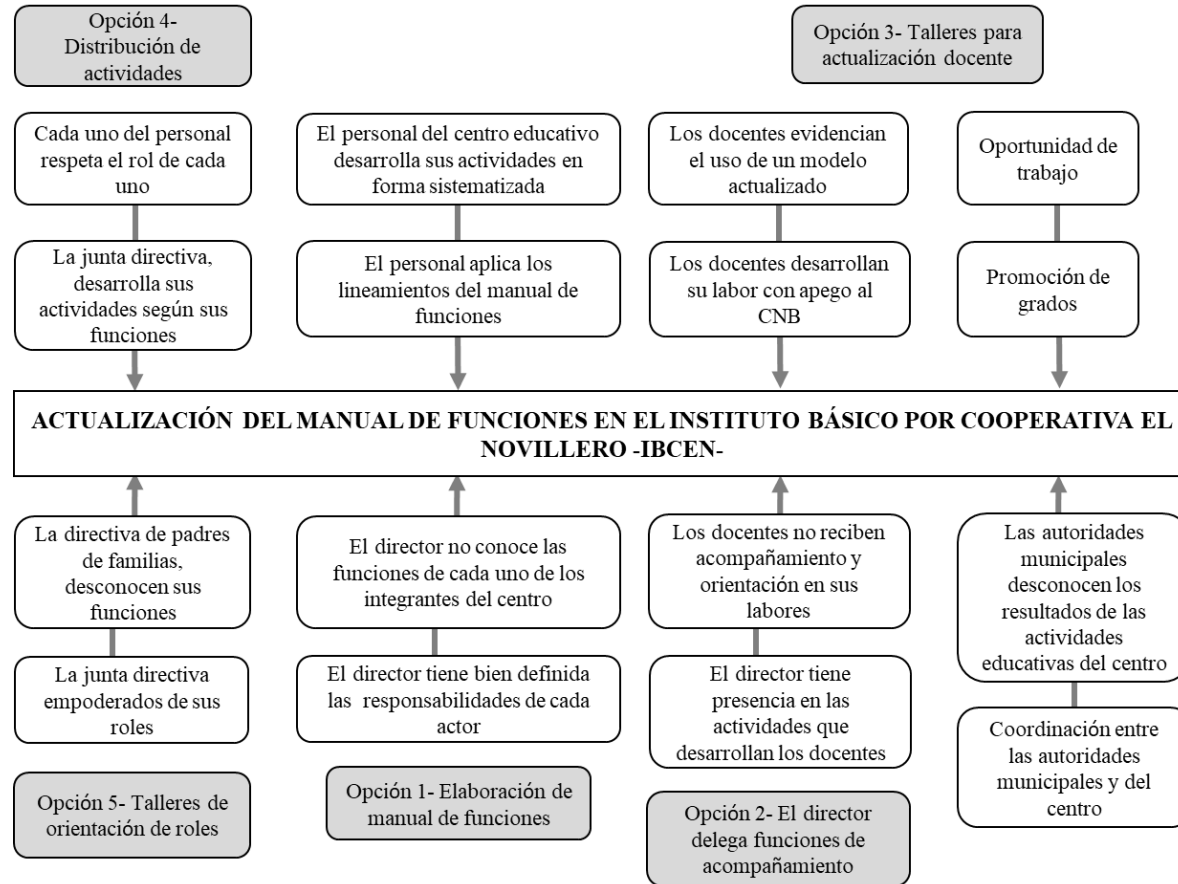 Opción 4-
Distribución de
actividades
Opción 3- Talleres para
actualización docente
Cada uno del personal
respeta el rol de cada
uno
El personal del centro educativo
desarrolla sus actividades en
forma sistematizada
Los docentes evidencian
el uso de un modelo
actualizado
Oportunidad de
trabajo
La junta directiva,
desarrolla sus
actividades según sus
funciones
El personal aplica los
lineamientos del manual de
funciones
Los docentes desarrollan
su labor con apego al
CNB
Promoción de
grados
ACTUALIZACIÓN DEL MANUAL DE FUNCIONES EN EL INSTITUTO BÁSICO POR COOPERATIVA EL
NOVILLERO -IBCEN-
La directiva de padres
de familias,
desconocen sus
funciones
El director no conoce las
funciones de cada uno de los
integrantes del centro
Los docentes no reciben
acompañamiento y
orientación en sus
labores
Las autoridades
municipales
desconocen los
resultados de las
actividades
educativas del centro
La junta directiva
empoderados de sus
roles
El director tiene bien definida
las responsabilidades de cada
actor
El director tiene
presencia en las
actividades que
desarrollan los docentes
Coordinación entre
las autoridades
municipales y del
centro
Opción 5- Talleres de
orientación de roles
Opción 1- Elaboración de
manual de funciones
Opción 2- El director
delega funciones de
acompañamiento